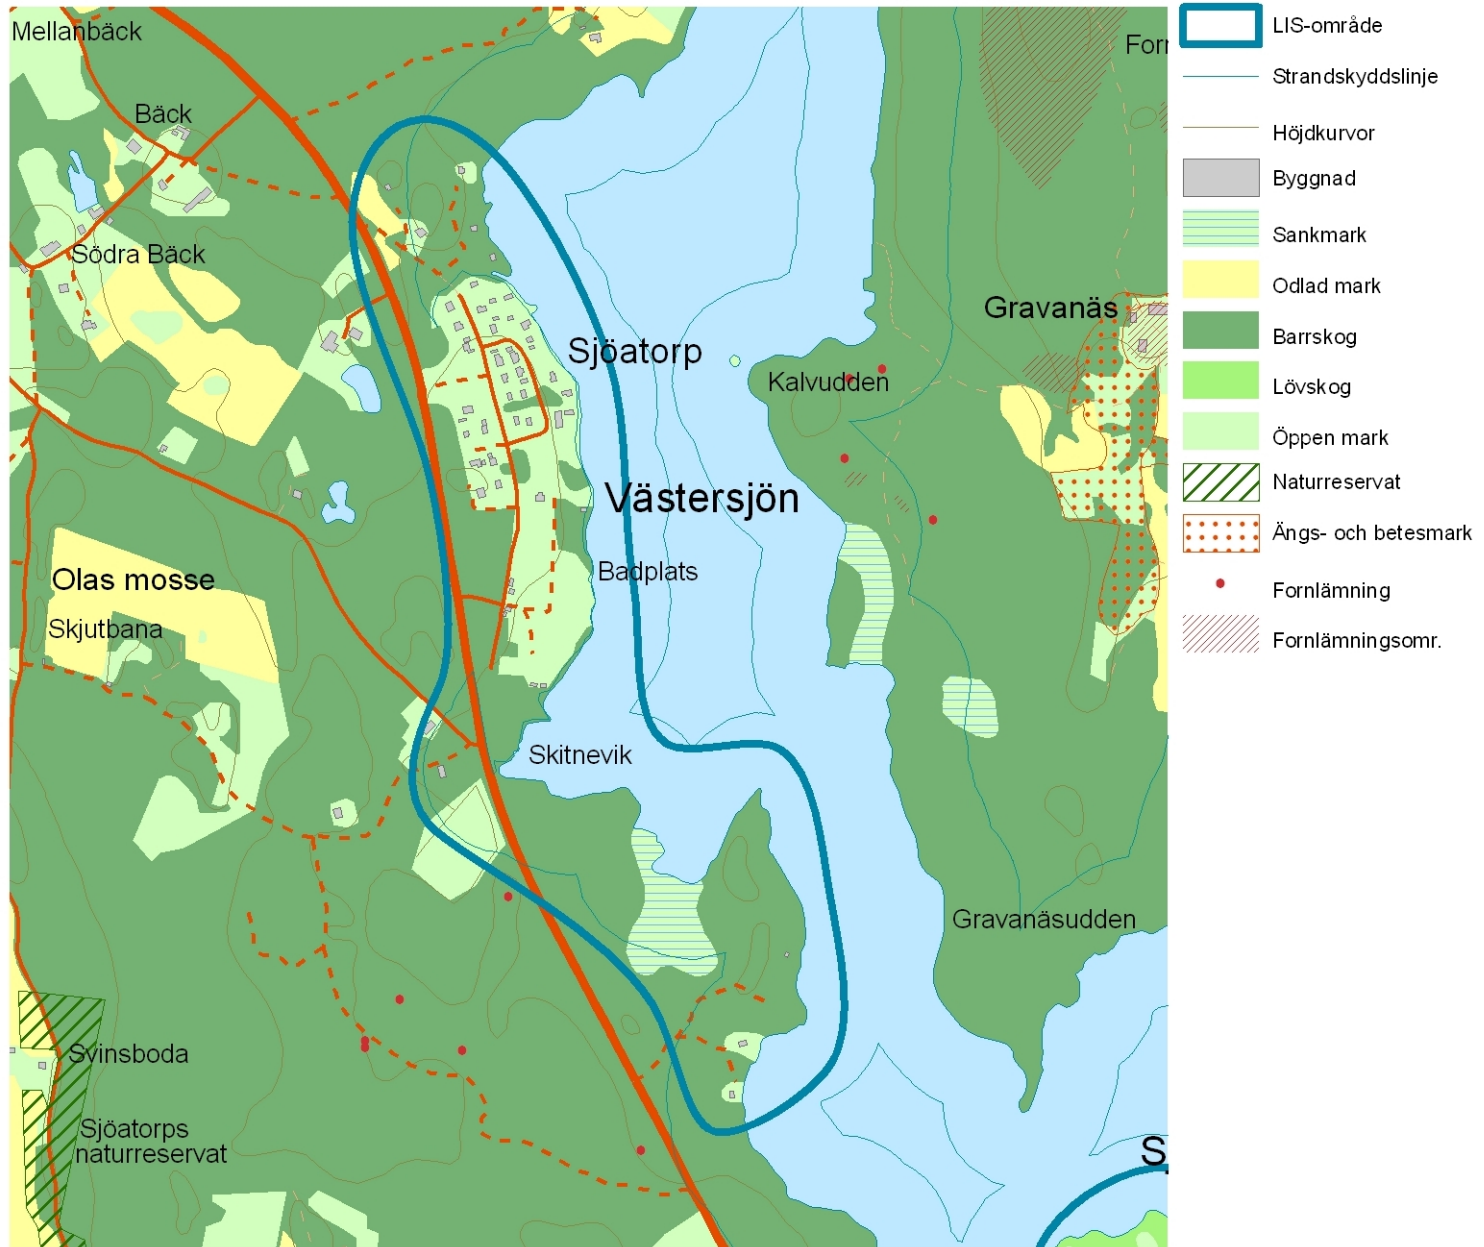 Mellanbäck
Forr
Bäck
Södra Bäck
Gravanäs
Sjöatorp
Kalvudden
Västersjön
Olas mosse
Badplats
Skjutbana
Skitnevik
Gravanäsudden
Svinsboda
Sjöatorps
naturreservat
S
LIS-område
Strandskyddslinje
Höjdkurvor
Byggnad
Sankmark
Odlad mark
Barrskog
Lövskog
Öppen mark
Naturreservat
Ängs- och betesmark
Fornlämning
Fornlämningsomr.